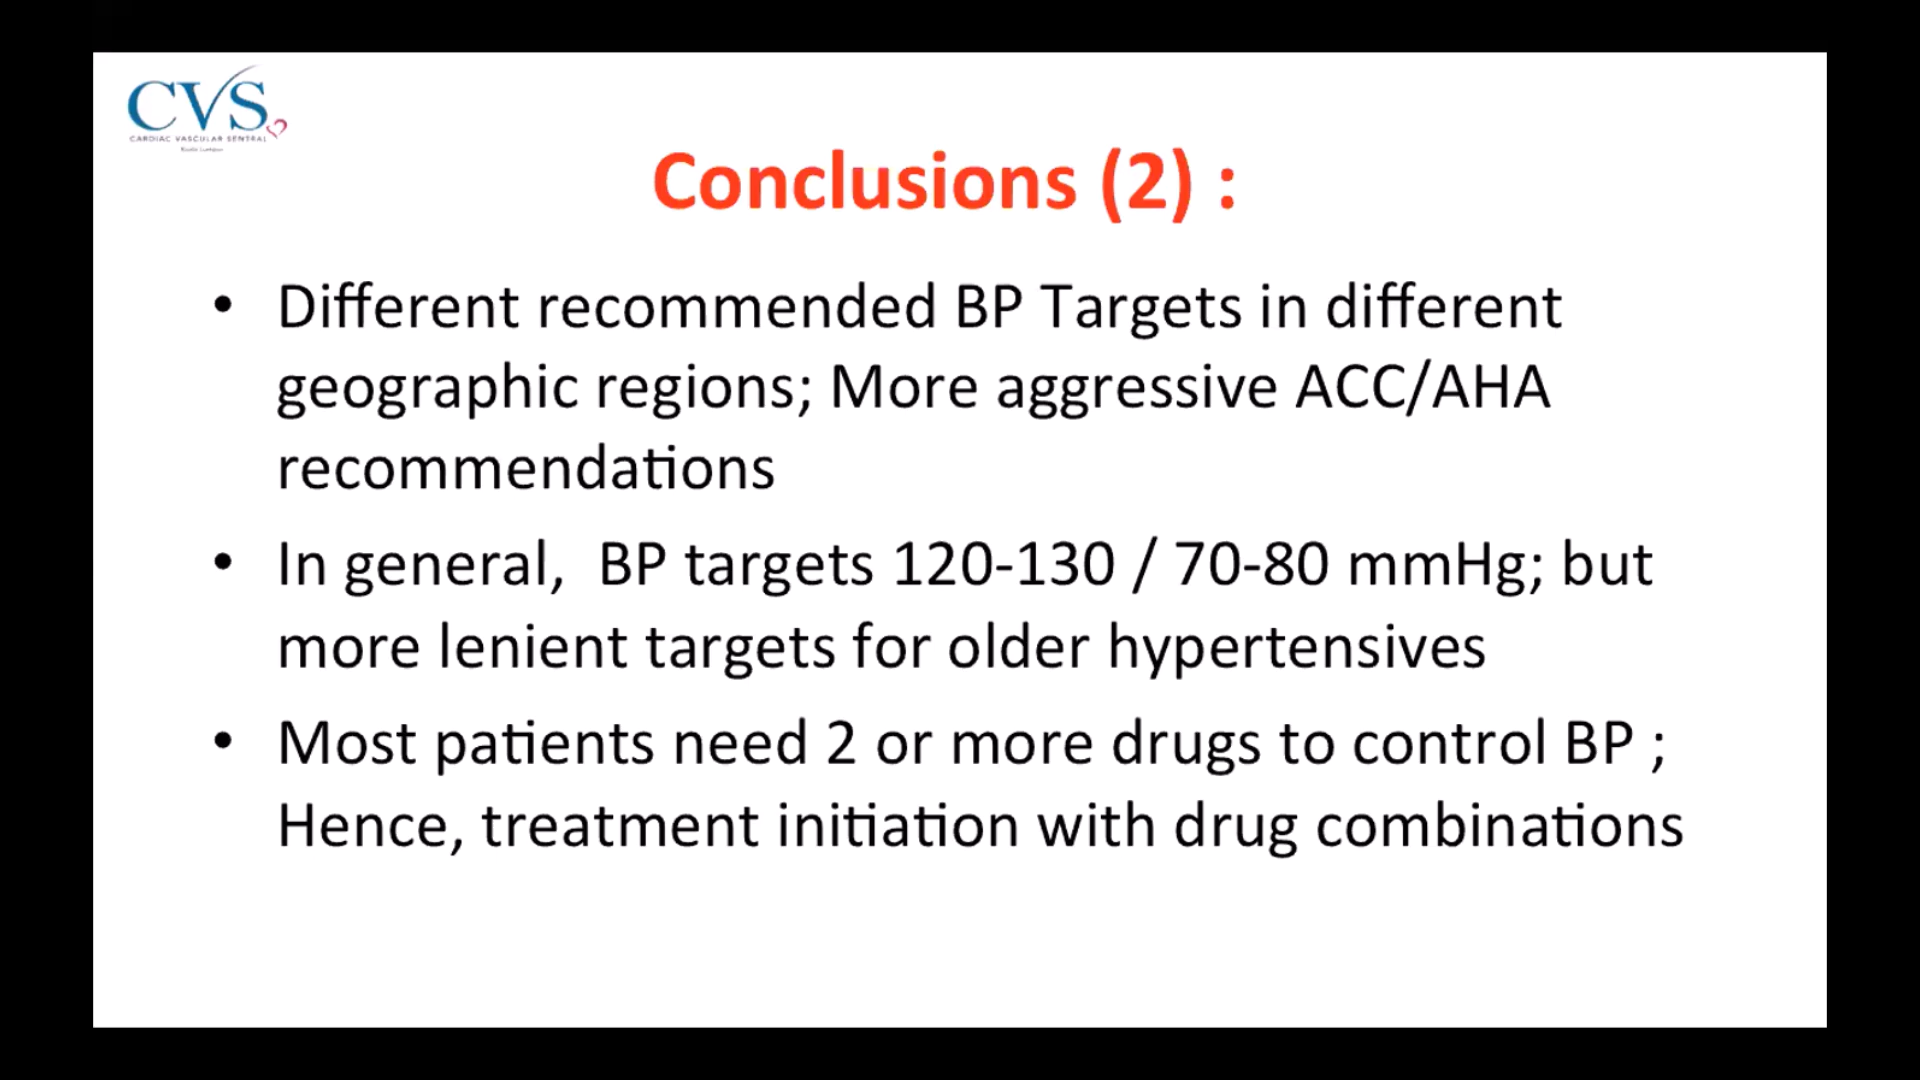 CVS
CARDIAC VASCULAR SENTRAL
Kuala Lumpur
Conclusions (2) :
• Different recommended BP Targets in different
geographic regions; More aggressive ACC/AHA
recommendations
• In general,  BP targets 120-130 / 70-80 mmHg; but
more lenient targets for older hypertensives
• Most patients need 2 or more drugs to control BP ;
Hence, treatment initiation with drug combinations